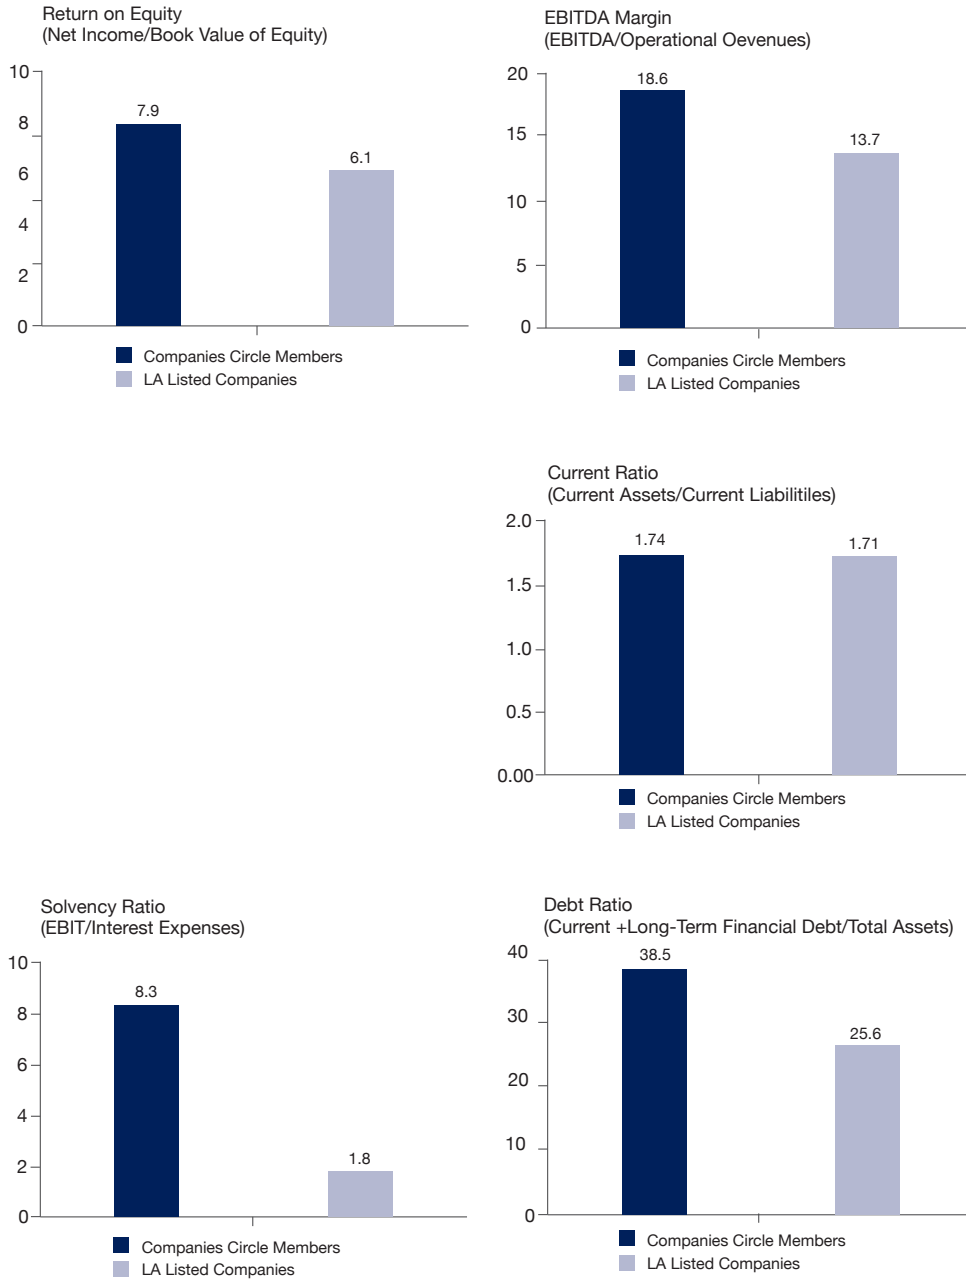 Return on Equity
(Net Income/Book Value of Equity)
10
8
6
4
2
0
7.9
6.1
Companies Circle Members
LA Listed Companies
EBITDA Margin
(EBITDA/Operational Oevenues)
20
15
10
5
0
18.6
13.7
Companies Circle Members
LA Listed Companies
Current Ratio
(Current Assets/Current Liabilitiles)
2.0
1.5
1.0
0.5
0.00
1.74
1.71
Companies Circle Members
LA Listed Companies
Solvency Ratio
(EBIT/Interest Expenses)
10
8
6
4
2
0
8.3
1.8
Companies Circle Members
LA Listed Companies
Debt Ratio
(Current +Long-Term Financial Debt/Total Assets)
40
30
20
10
0
38.5
25.6
Companies Circle Members
LA Listed Companies